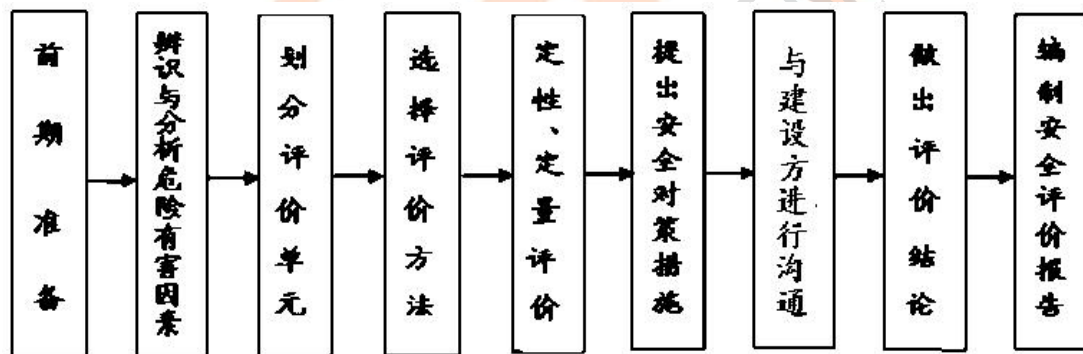 前期准备
辨识与分析危险有害因素
划分评价单元
选择评价方法
定性、定量评价
提出安全对策措施
与建设方进行沟通
做出评价结论
编制安全评价报告